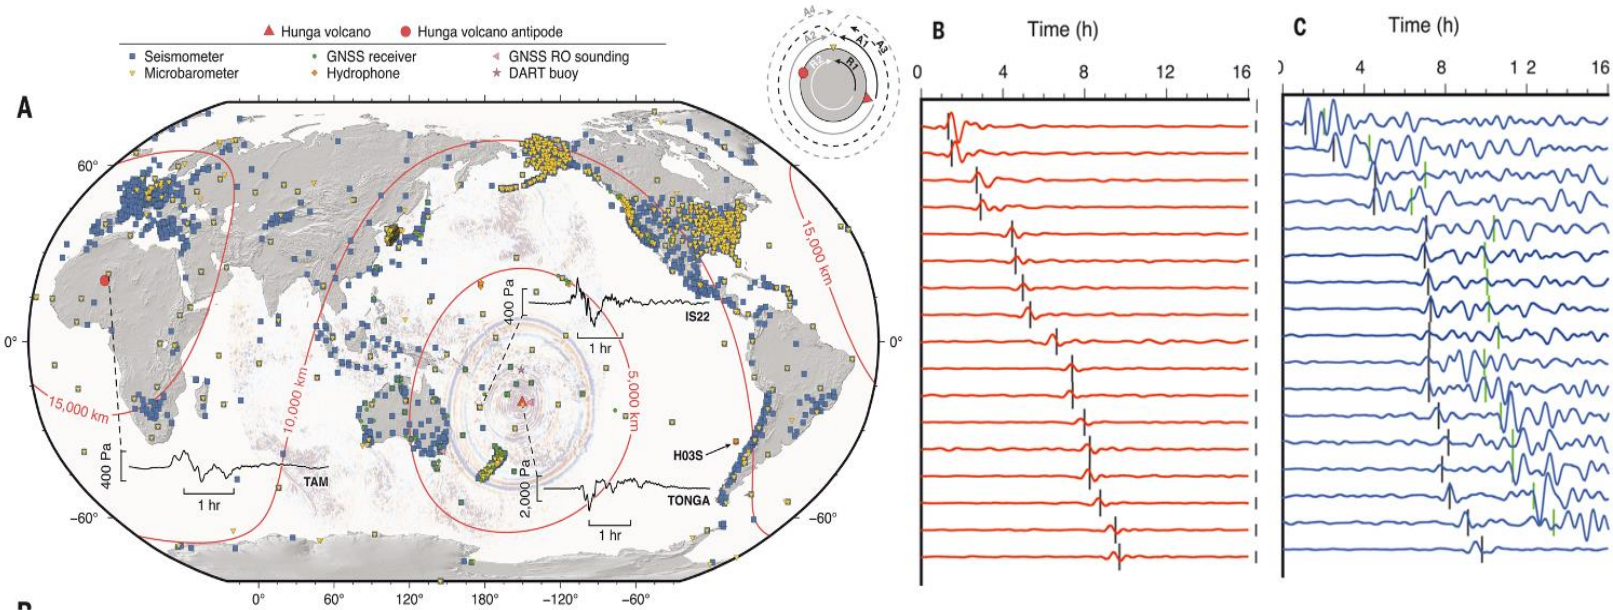 Hunga volcano
Hunga volcano antipode
Seismometer
GNSS receiver
GNSS RO sounding
Microbarometer
Hydrophone
DART buoy
A4
A2
A1
A3
R2
R1
A
60°
0°
−60°
0°
−60°
15,000 km
10,000 km
5,000 km
15,000 km
400 Pa
IS22
1 hr
H03S
400 Pa
TAM
1 hr
2,000 Pa
TONGA
1 hr
0° 60° 120° 180° −120° −60°
B
Time (h)
0 4 8 12 16
C
Time (h)
0 4 8 12 16